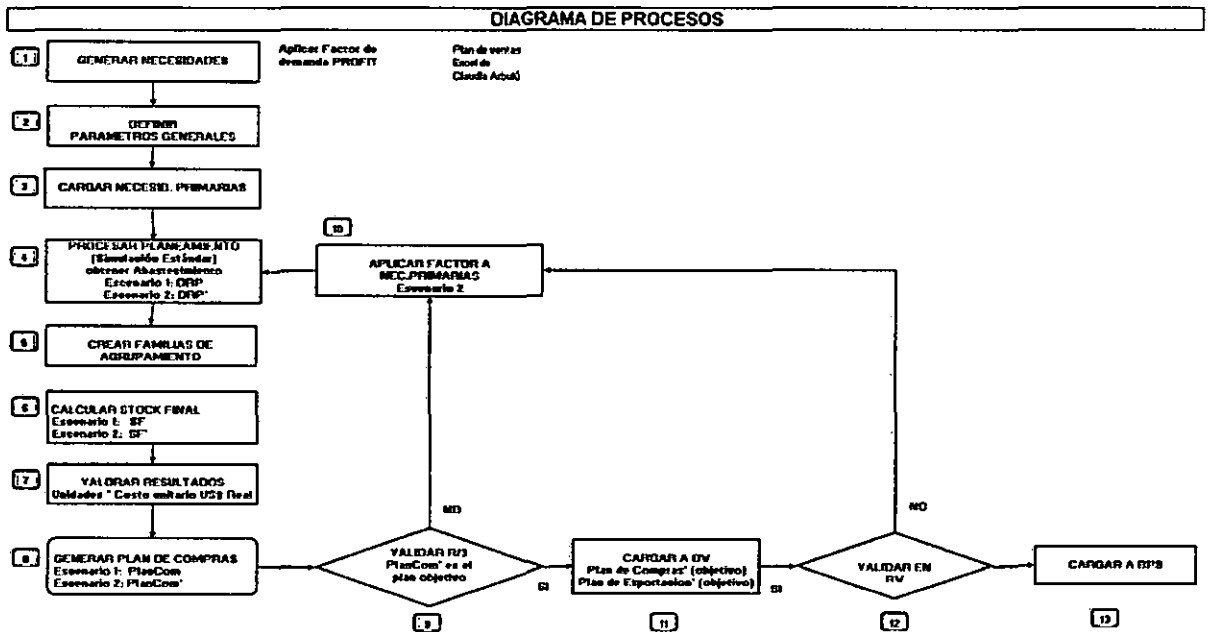 DIAGRAMA DE PROCESOS
1
GENERAR NECESIDADES
Aplicar Factor de
demanda PROFIT
Plan de ventas
Excel de
Claudia
2
DEFINIR
PARAMETROS GENERALES
3
CARGAR NECESID. PRIMARIAS
4
PROCESAR PLANEAMIENTO
(Simulación Estándar)
obtener Abastecimiento
Escenario 1: DRP
Escenario 2: DRP'
10
APLICAR FACTOR A
NEC.PRIMARIAS
Escenario 2
5
CREAR FAMILIAS DE
AGRUPAMIENTO
6
CALCULAR STOCK FINAL
Escenario 1: SF
Escenario 2: SF'
7
VALORAR RESULTADOS
Unidades * Costo unitario US$ Real
NO
NO
8
GENERAR PLAN DE COMPRAS
Escenario 1: PlanCom
Escenario 2: PlanCom'
VALIDAR R/3
PlanCom' es el
plan objetivo
SI
CARGAR A
Plan de Compras' (objetivo)
Plan de Exportacion' (objetivo)
SI
VALIDAR EN
CARGAR A
9
11
12
13